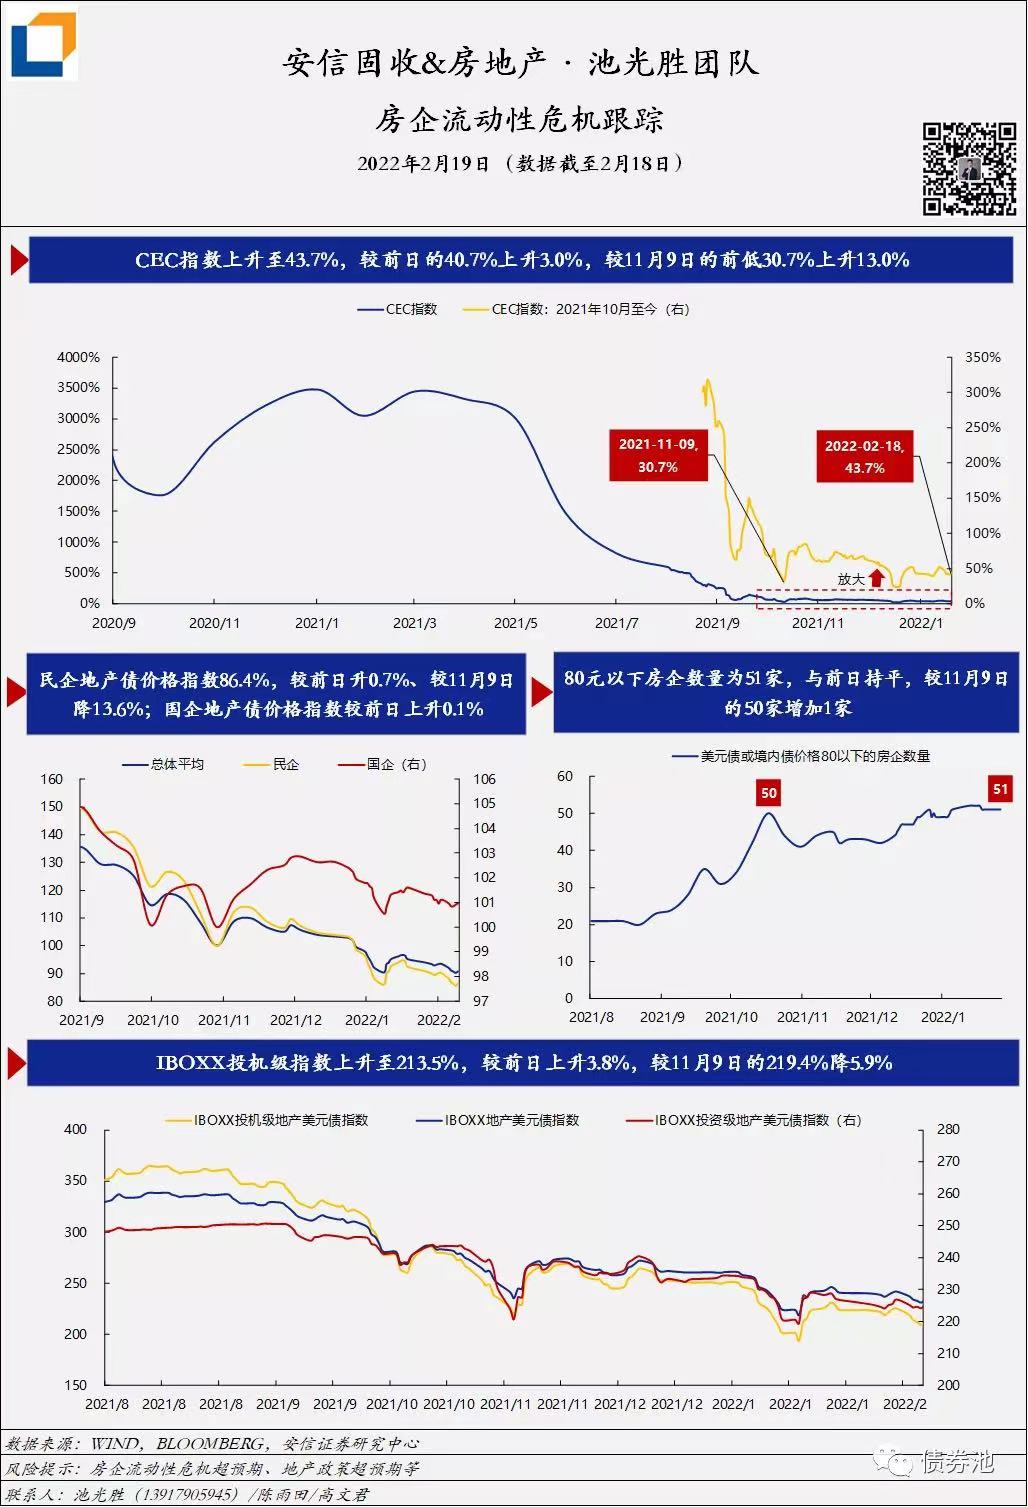 安信固收&房地产·池光胜团队
房企流动性危机跟踪
2022年2月19日（数据截至2月18日）
CEC指数上升至43.7%，较前日的40.7%上升3.0%，较11月9日的前低30.7%上升13.0%
CEC指数 CEC指数：2021年10月至今（右）
4000% 350%
3500% 300%
3000% 250%
2500% 200%
2000% 150%
1500% 100%
1000% 50%
500% 0%
0%
2021-11-09,
30.7%
2022-02-18,
43.7%
放大
2020/9 2020/11 2021/1 2021/3 2021/5 2021/7 2021/9 2021/11 2022/1
民企地产债价格指数86.4%，较前日升0.7%、较11月9日
降13.6%；国企地产债价格指数较前日上升0.1%
总体平均 民企 国企（右）
160 106
150 105
140 104
130 103
120 102
110 101
100 100
90 99
80 98
97
2021/9 2021/10 2021/11 2021/12 2022/1 2022/2
80元以下房企数量为51家，与前日持平，较11月9日
的50家增加1家
美元债或境内债价格80以下的房企数量
60
50
40
30
20
10
0
50
51
2021/8 2021/9 2021/10 2021/11 2021/12 2022/1
IBOXX投机级指数上升至213.5%，较前日上升3.8%，较11月9日的219.4%降5.9%
IBOXX投机级地产美元债指数 IBOXX地产美元债指数 IBOXX投资级地产美元债指数（右）
400 280
350 270
300 260
250 250
200 240
150 230
220
210
200
2021/8 2021/8 2021/9 2021/9 2021/10 2021/10 2021/11 2021/11 2021/12 2021/12 2022/1 2022/1 2022/1 2022/2
数据来源：WIND，BLOOMBERG，安信证券研究中心
风险提示：房企流动性危机超预期、地产政策超预期等
债券池
联系人：池光胜（13917905945）/陈雨田/高文君